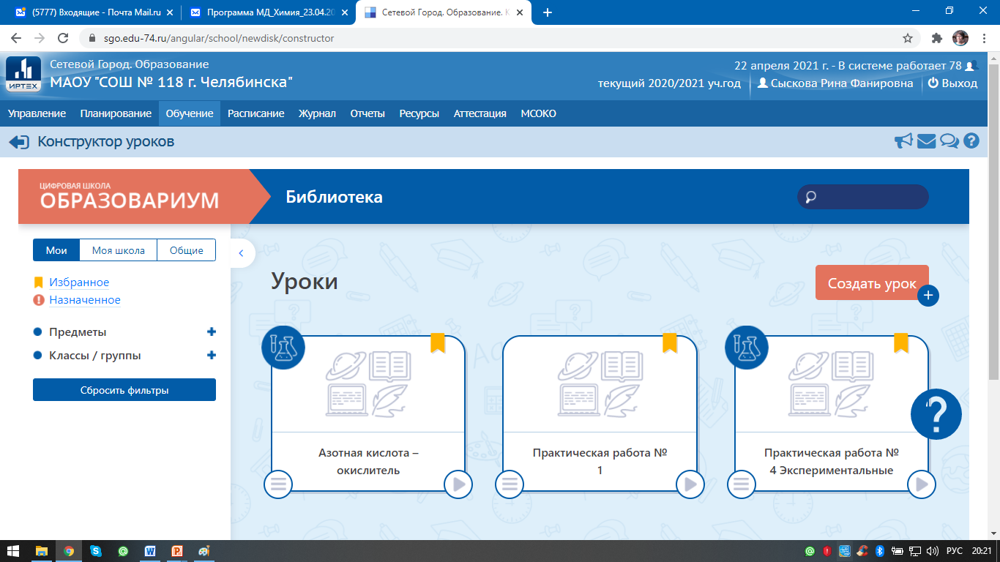 (5777) Входящие - Почта Mail.ru
Программа МД_Химия_23.04.20
Сетевой Город. Образование. К
sgo.edu-74.ru/angular/school/newdisk/constructor
ИРТЕХ
Сетевой Город. Образование
МАОУ "СОШ № 118 г. Челябинска"
22 апреля 2021 г. - В системе работает 78
текущий 2020/2021 уч.год
Сыскова Рина Фанировна
Выход
Управление
Планирование
Обучение
Расписание
Журнал
Отчеты
Ресурсы
Аттестация
МСОКО
Конструктор уроков
ЦИФРОВАЯ ШКОЛА
ОБРАЗОВАРИУМ
Библиотека
Мои
Моя школа
Общие
Избранное
Назначенное
Предметы
Классы / группы
Сбросить фильтры
Уроки
Создать урок
Азотная кислота –
окислитель
Практическая работа №
1
Практическая работа №
4 Экспериментальные
РУС
20:21